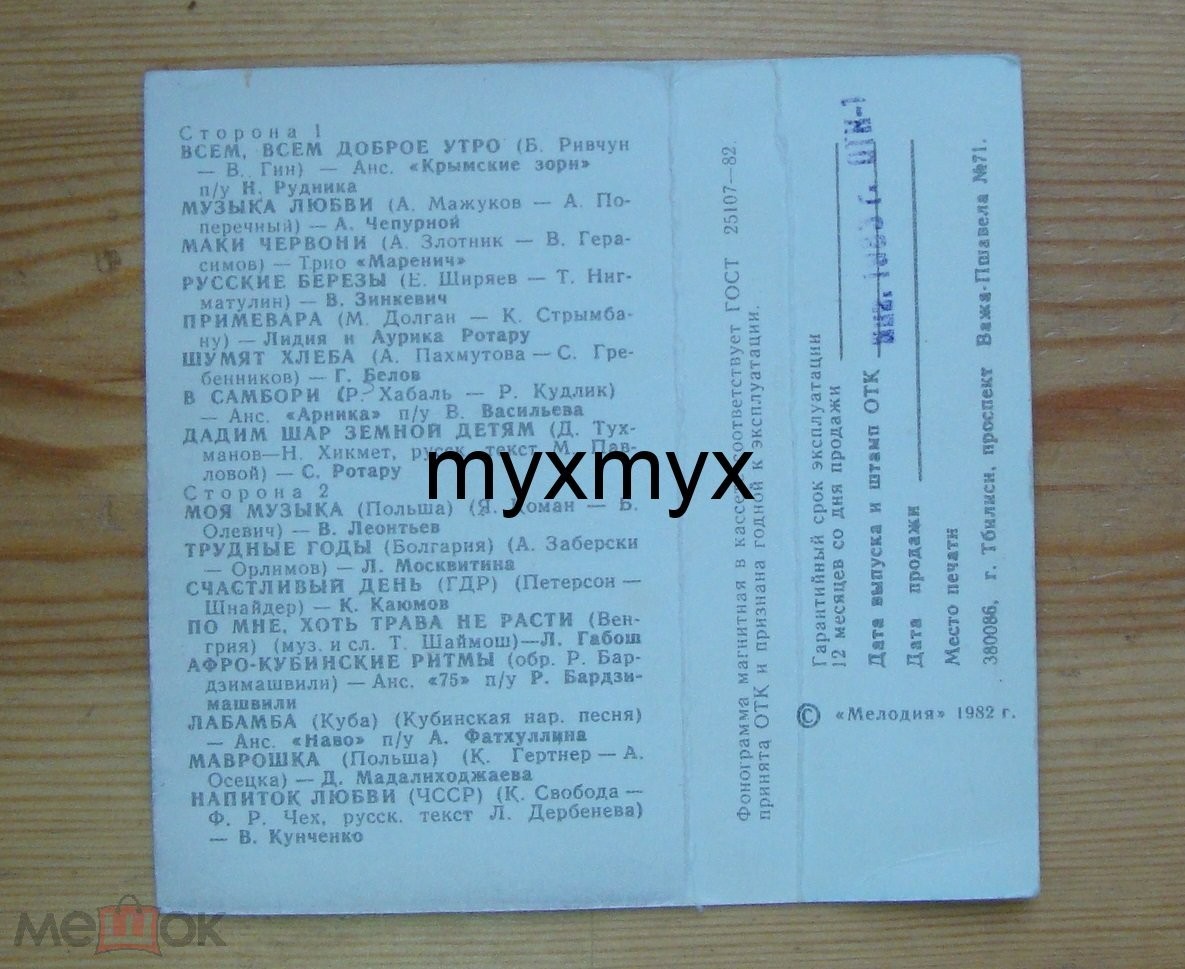 Сторона 1
ВСЕМ, ВСЕМ ДОБРОЕ УТРО (Б. Ривчун
— В. Гин) — Анс. «Крымские зори»
п/у Н. Рудника
МУЗЫКА ЛЮБВИ (А. Мажуков — А. По-
перечный) — А. Чепурной
МАКИ ЧЕРВОНИ (А. Злотник — В. Гера-
симов) — Трио «Маренич»
РУССКИЕ БЕРЕЗЫ (Е. Ширяев — Т. Ниг-
матулин) — В. Зинкевич
ПРИМЕВАРА (М. Долган — К. Стрымба-
ну) — Лидия и Аурика Ротару
ШУМЯТ ХЛЕБА (А. Пахмутова — С. Гре-
бенников) — Г. Белов
В САМБОРИ (Р. Хабаль — Р. Кудлик)
— Анс. «Арника» п/у В. Васильева
ДАДИМ ШАР ЗЕМНОЙ ДЕТЯМ (Д. Тух-
манов—Н. Хикмет, русск. текст М. Пав-
ловой) — С. Ротару
Сторона 2
МОЯ МУЗЫКА (Польша) (Я. Коман — Б.
Олевич) — В. Леонтьев
ТРУДНЫЕ ГОДЫ (Болгария) (А. Заберски
— Орлимов) — Л. Москвитина
СЧАСТЛИВЫЙ ДЕНЬ (ГДР) (Петерсон —
Шнайдер) — К. Каюмов
ПО МНЕ, ХОТЬ ТРАВА НЕ РАСТИ (Вен-
грия) (муз. и сл. Т. Шаймош)—Л. Габош
АФРО-КУБИНСКИЕ РИТМЫ (обр. Р. Бар-
дзимашвили) — Анс. «75» п/у Р. Бардзи-
машвили
ЛАБАМБА (Куба) (Кубинская нар. песня)
— Анс. «Наво» п/у А. Фатхуллина
МАВРОШКА (Польша) (К. Гертнер — А.
Осецка) — Д. Мадалиходжаева
НАПИТОК ЛЮБВИ (ЧССР) (К. Свобода —
Ф. Р. Чех, русск. текст Л. Дербенева)
— В. Кунченко
Фонограмма магнитная в кассете соответствует ГОСТ 25107—82.
принята ОТК и признана годной к эксплуатации.
Гарантийный срок эксплуатации
12 месяцев со дня продажи
Дата выпуска и штамп ОТК г. ОТК-1
Дата продажи
Место печати
380086, г. Тбилиси, проспект Важа-Пшавела №71.
© «Мелодия» 1982 г.
myxmyx
мешок